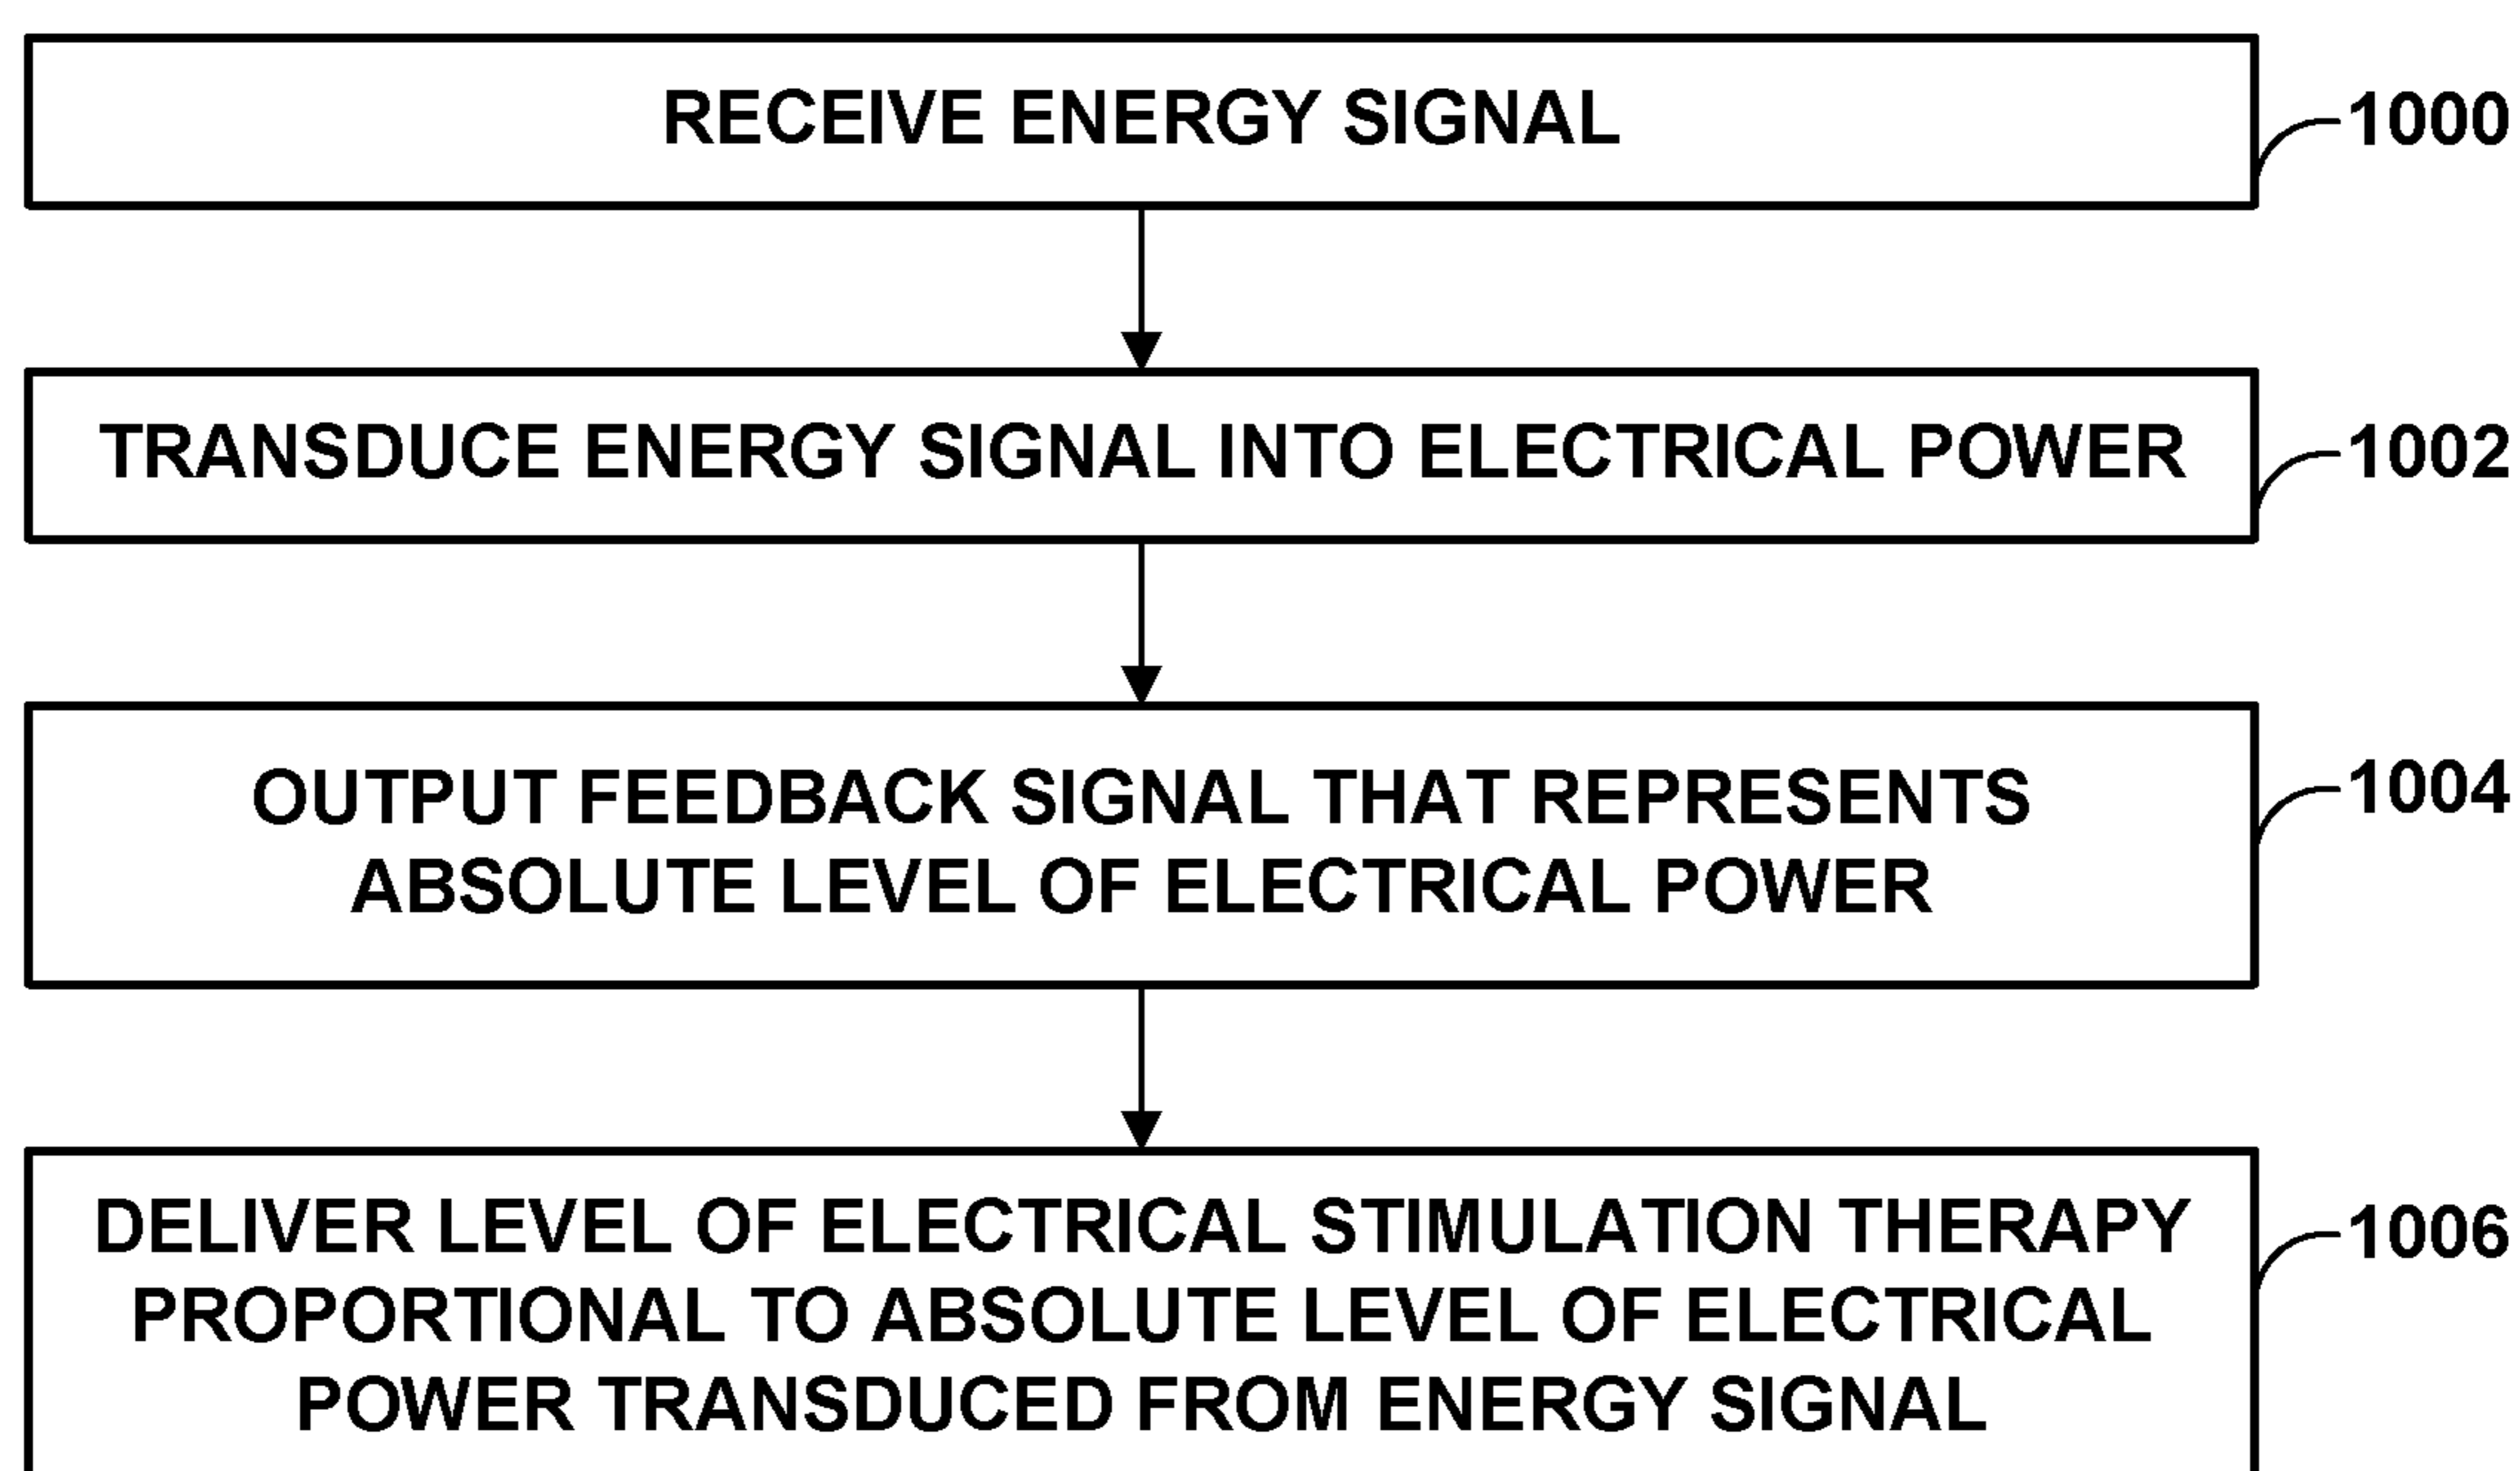 RECEIVE ENERGY SIGNAL
1000
TRANSDUCE ENERGY SIGNAL INTO ELECTRICAL POWER
1002
OUTPUT FEEDBACK SIGNAL THAT REPRESENTS
ABSOLUTE LEVEL OF ELECTRICAL POWER
1004
DELIVER LEVEL OF ELECTRICAL STIMULATION THERAPY
PROPORTIONAL TO ABSOLUTE LEVEL OF ELECTRICAL
POWER TRANSDUCED FROM ENERGY SIGNAL
1006